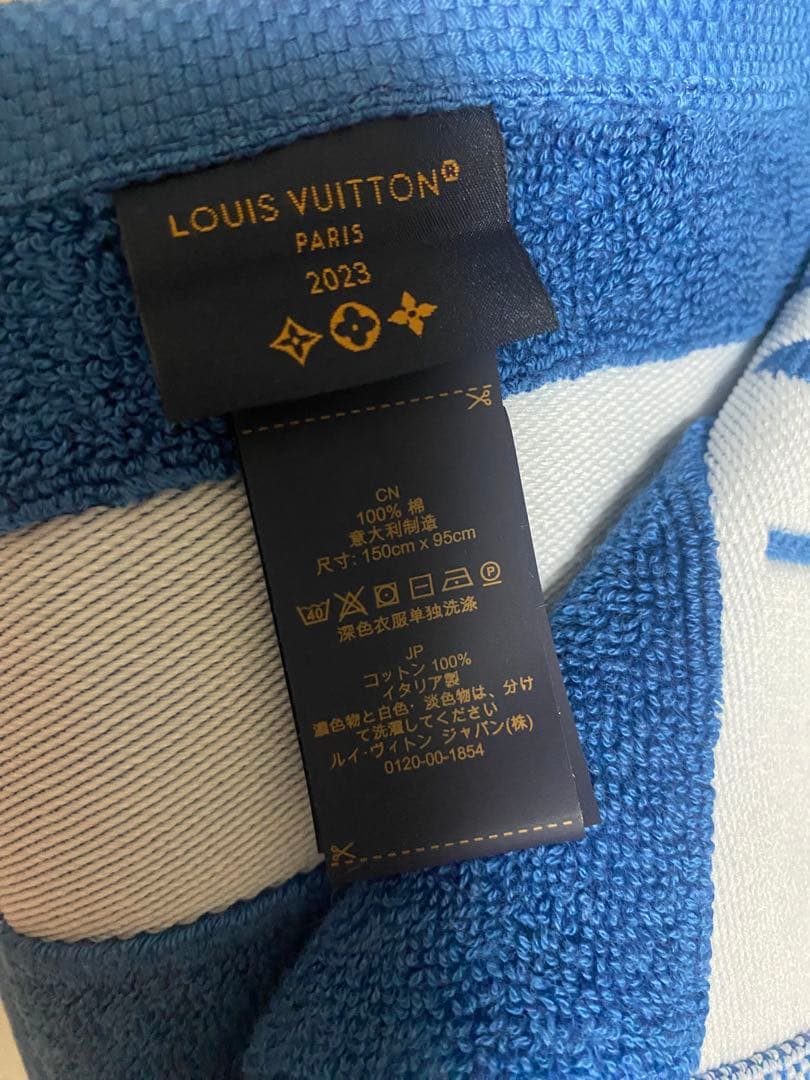 LOUIS VUITTON®
PARIS
2023
CN
100% 棉
意大利制造
尺寸: 150cm x 95cm
40 P
深色衣服单独洗涤
JP
コットン 100%
イタリア製
濃色物と白色・淡色物は、分け
て洗濯してください
ルイ・ヴィトン ジャパン(株)
0120-00-1854